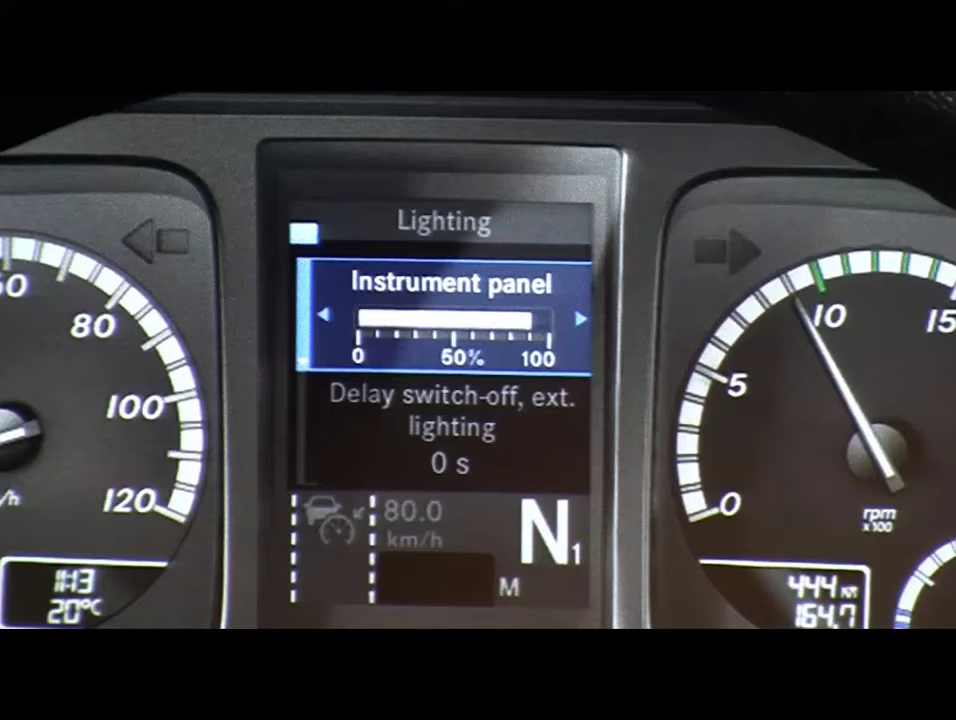 Lighting
Instrument panel
0 50% 100
Delay switch-off, ext.
lighting
0 s
80.0
km/h
N1
M
80
100
120
11:13
20°C
0
5
10
15
rpm
x100
444 KM
164.7